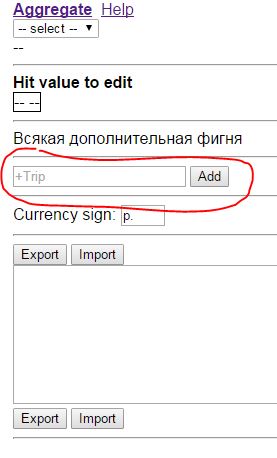 Aggregate Help
-- select --
--
Hit value to edit
-- --
Всякая дополнительная фигня
+Trip Add
Currency sign: р.
Export Import
Export Import